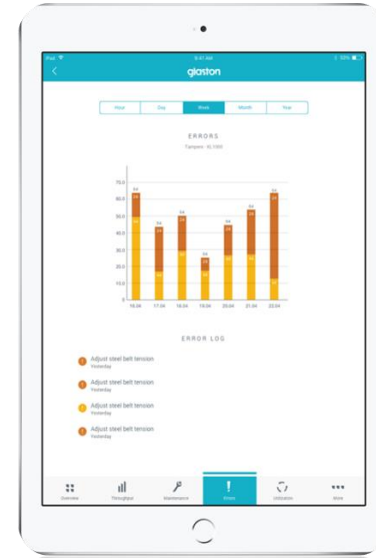 iPad
8:41 AM
53%
glaston
Hour Day Week Month Year
ERRORS
70.0
60.0
50.0
40.0
30.0
20.0
10.0
0
16.04 17.04 18.04 19.04 20.04 21.04 22.04
ERROR LOG
Adjust steel belt tension
Yesterday
Adjust steel belt tension
Yesterday
Adjust steel belt tension
Yesterday
Adjust steel belt tension
Yesterday
Overview Throughput Maintenance Errors Utilization More